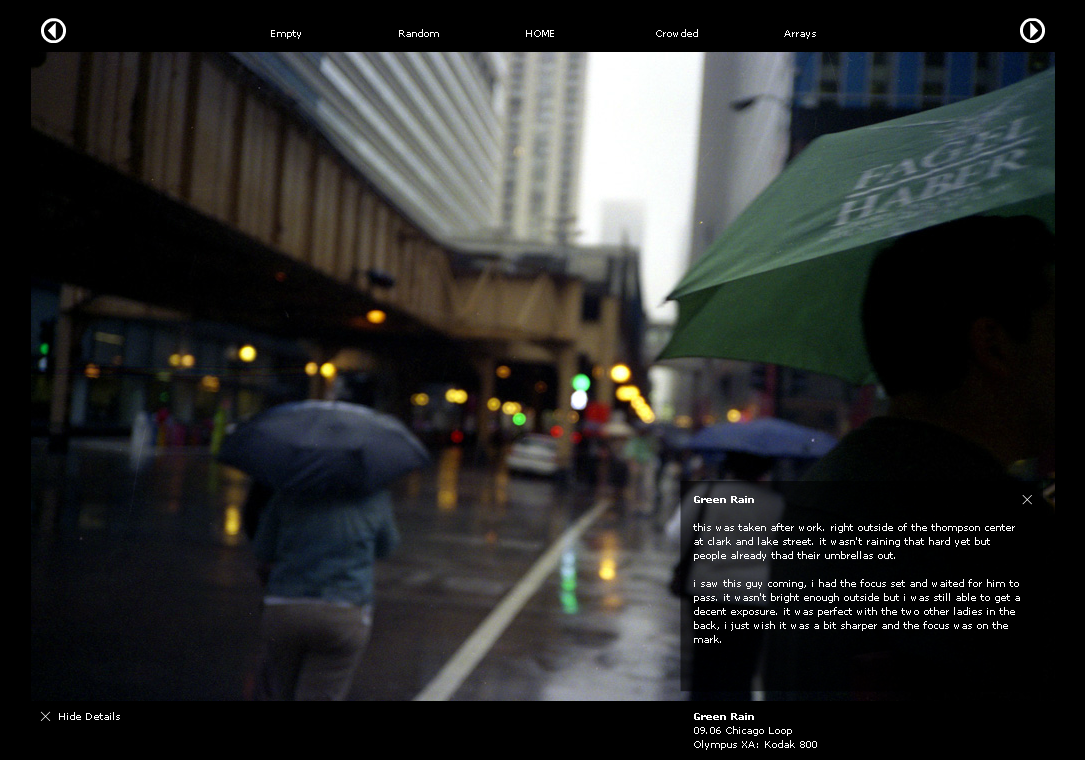 Empty Random HOME Crowded Arrays
FAGEL
HABER
Green Rain
this was taken after work. right outside of the thompson center
at clark and lake street. it wasn't raining that hard yet but
people already thad their umbrellas out.
i saw this guy coming, i had the focus set and waited for him to
pass. it wasn't bright enough outside but i was still able to get a
decent exposure. it was perfect with the two other ladies in the
back, i just wish it was a bit sharper and the focus was on the
mark.
Hide Details
Green Rain
09.06 Chicago Loop
Olympus XA: Kodak 800